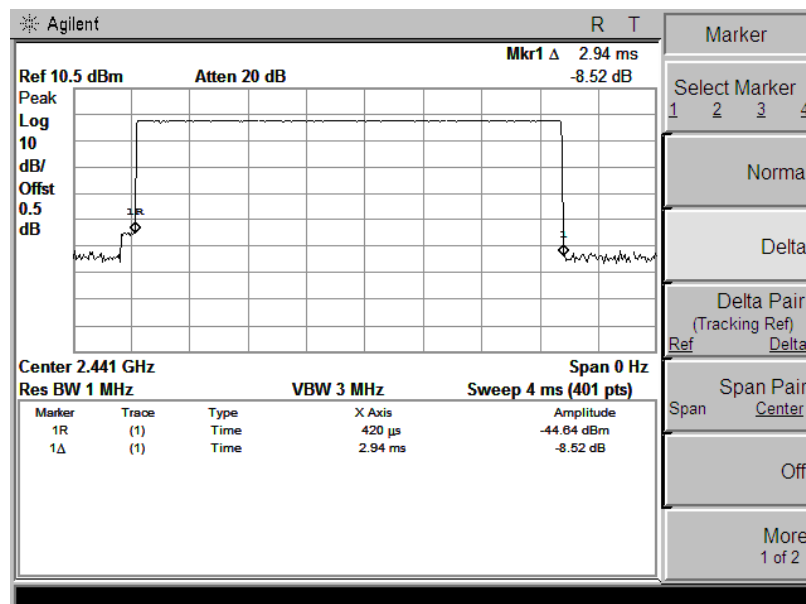 Agilent R T
Mkr1 Δ 2.94 ms
Ref 10.5 dBm Atten 20 dB -8.52 dB
Peak
Log
10
dB/
Offst
0.5
dB
1R
1
Center 2.441 GHz Span 0 Hz
Res BW 1 MHz VBW 3 MHz Sweep 4 ms (401 pts)
Marker Trace Type X Axis Amplitude
1R (1) Time 420 µs -44.64 dBm
1Δ (1) Time 2.94 ms -8.52 dB
Marker
Select Marker
1 2 3 4
Norma
Delta
Delta Pair
(Tracking Ref)
Ref Delta
Span Pair
Span Center
Off
More
1 of 2